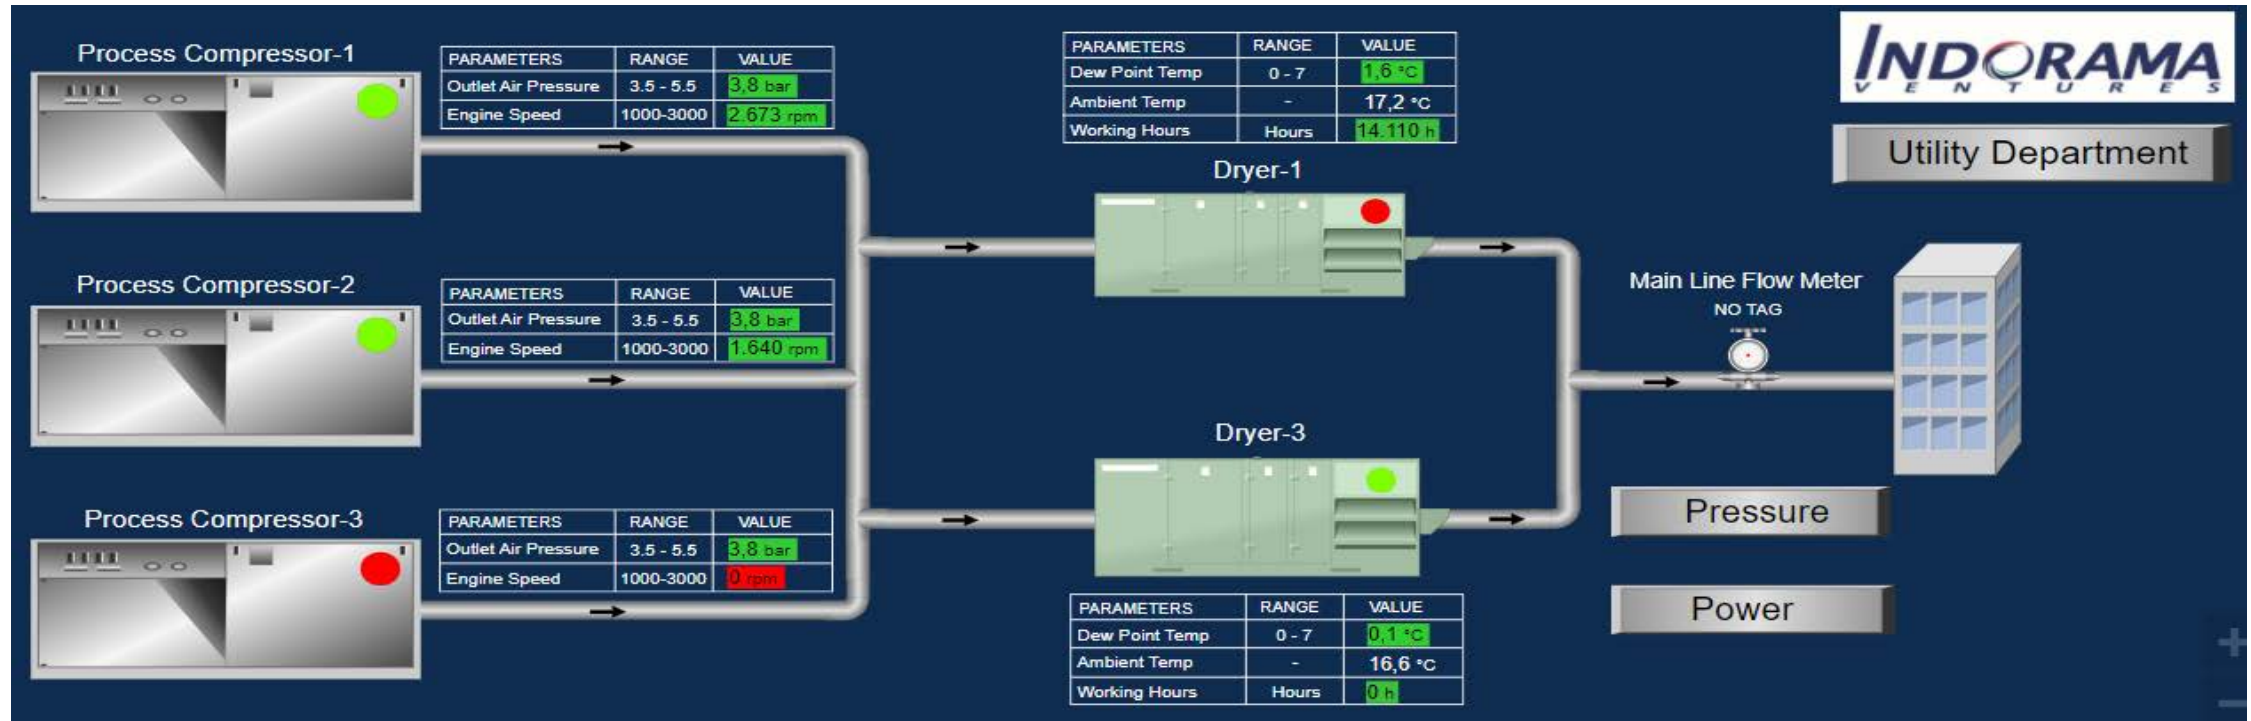 Process Compressor-1
PARAMETERS RANGE VALUE
Outlet Air Pressure 3.5 - 5.5 3,8 bar
Engine Speed 1000-3000 2.673 rpm
PARAMETERS RANGE VALUE
Dew Point Temp 0 - 7 1,6 °C
Ambient Temp - 17,2 °C
Working Hours Hours 14.110 h
Dryer-1
INDORAMA
VENTURES
Utility Department
Process Compressor-2
PARAMETERS RANGE VALUE
Outlet Air Pressure 3.5 - 5.5 3,8 bar
Engine Speed 1000-3000 1.640 rpm
Main Line Flow Meter
NO TAG
Process Compressor-3
PARAMETERS RANGE VALUE
Outlet Air Pressure 3.5 - 5.5 3,8 bar
Engine Speed 1000-3000 0 rpm
Dryer-3
PARAMETERS RANGE VALUE
Dew Point Temp 0 - 7 0,1 °C
Ambient Temp - 16,6 °C
Working Hours Hours 0 h
Pressure
Power
+
−